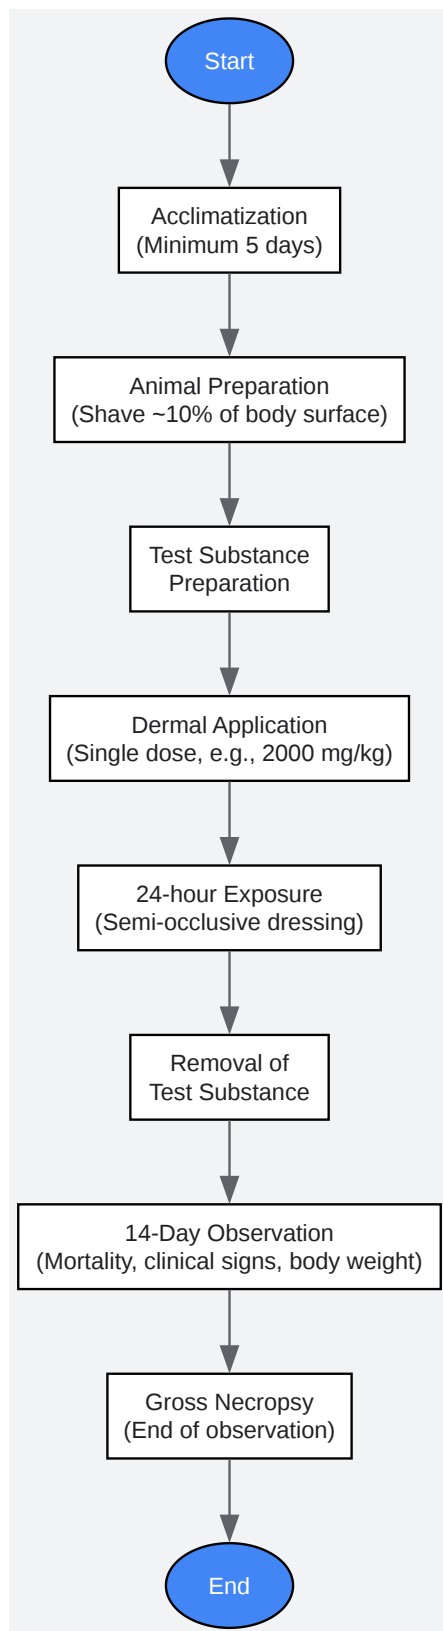 Start
Acclimatization
(Minimum 5 days)
Animal Preparation
(Shave ~10% of body surface)
Test Substance
Preparation
Dermal Application
(Single dose, e.g., 2000 mg/kg)
24-hour Exposure
(Semi-occlusive dressing)
Removal of
Test Substance
14-Day Observation
(Mortality, clinical signs, body weight)
Gross Necropsy
(End of observation)
End